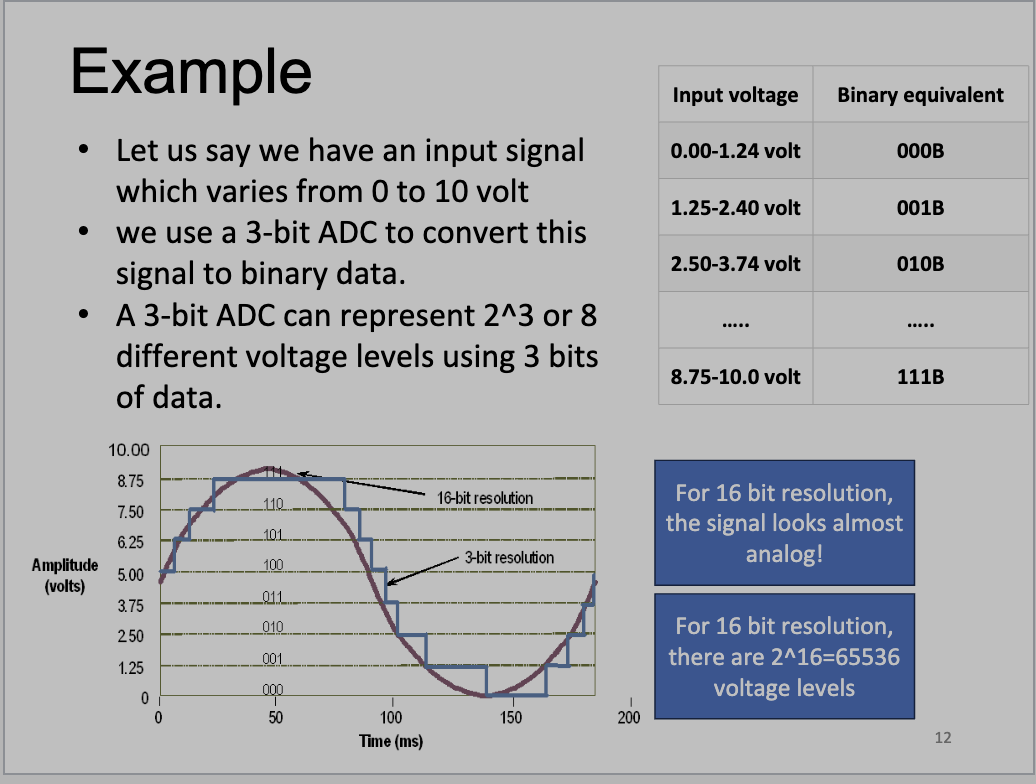 Example
• Let us say we have an input signal
which varies from 0 to 10 volt
• we use a 3-bit ADC to convert this
signal to binary data.
• A 3-bit ADC can represent 2^3 or 8
different voltage levels using 3 bits
of data.
Input voltage Binary equivalent
0.00-1.24 volt 000B
1.25-2.40 volt 001B
2.50-3.74 volt 010B
..... .....
8.75-10.0 volt 111B
10.00
8.75
7.50
6.25
5.00
3.75
2.50
1.25
0
Amplitude
(volts)
111
110
101
100
011
010
001
000
16-bit resolution
3-bit resolution
0 50 100 150 200
Time (ms)
For 16 bit resolution,
the signal looks almost
analog!
For 16 bit resolution,
there are 2^16=65536
voltage levels
12